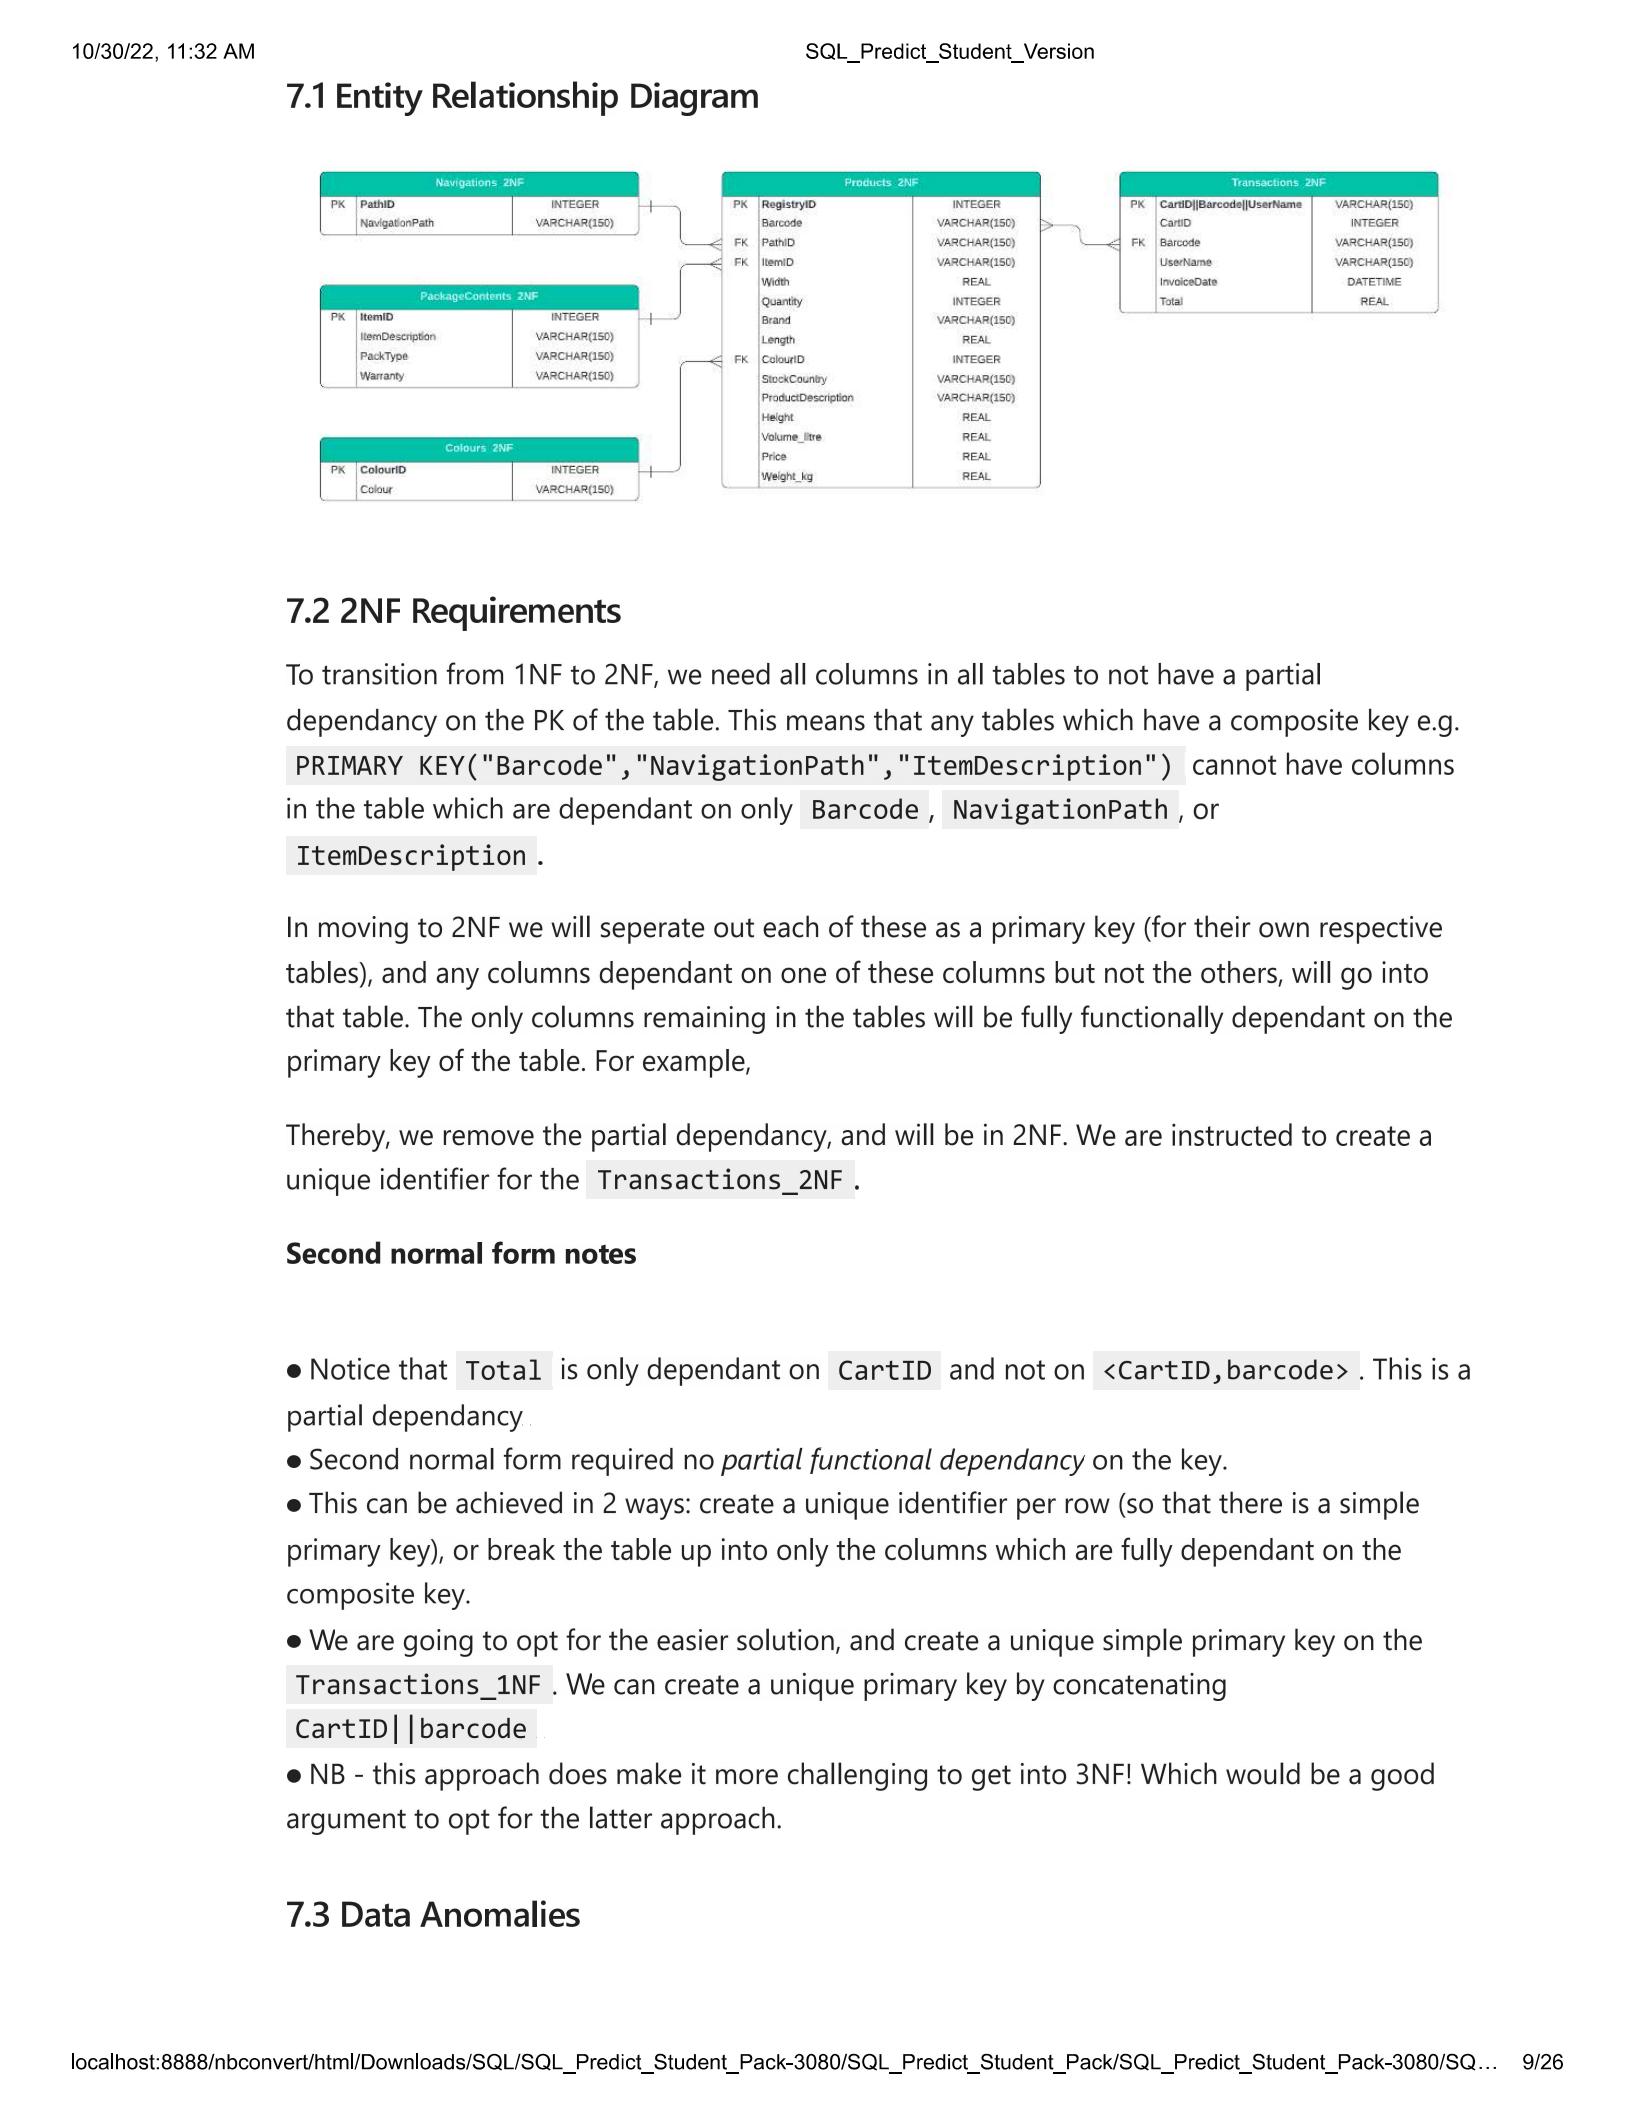 10/30/22, 11:32 AM SQL_Predict_Student_Version
7.1 Entity Relationship Diagram
Navigations_2NF
PK PathID INTEGER
NavigationPath VARCHAR(150)
PackageContents_2NF
PK ItemID INTEGER
ItemDescription VARCHAR(150)
PackType VARCHAR(150)
Warranty VARCHAR(150)
Colours_2NF
PK ColourID INTEGER
Colour VARCHAR(150)
Products_2NF
PK RegistryID INTEGER
Barcode VARCHAR(150)
FK PathID VARCHAR(150)
FK ItemID VARCHAR(150)
Width REAL
Quantity INTEGER
Brand VARCHAR(150)
Length REAL
FK ColourID INTEGER
StockCountry VARCHAR(150)
ProductDescription VARCHAR(150)
Height REAL
Volume_litre REAL
Price REAL
Weight_kg REAL
Transactions_2NF
PK CartID||Barcode||UserName VARCHAR(150)
CartID INTEGER
FK Barcode VARCHAR(150)
UserName VARCHAR(150)
InvoiceDate DATETIME
Total REAL
7.2 2NF Requirements
To transition from 1NF to 2NF, we need all columns in all tables to not have a partial
dependancy on the PK of the table. This means that any tables which have a composite key e.g.
PRIMARY KEY("Barcode","NavigationPath","ItemDescription") cannot have columns
in the table which are dependant on only Barcode , NavigationPath , or
ItemDescription .
In moving to 2NF we will seperate out each of these as a primary key (for their own respective
tables), and any columns dependant on one of these columns but not the others, will go into
that table. The only columns remaining in the tables will be fully functionally dependant on the
primary key of the table. For example,
Thereby, we remove the partial dependancy, and will be in 2NF. We are instructed to create a
unique identifier for the Transactions_2NF .
Second normal form notes
● Notice that Total is only dependant on CartID and not on <CartID,barcode> . This is a
partial dependancy
● Second normal form required no partial functional dependancy on the key.
● This can be achieved in 2 ways: create a unique identifier per row (so that there is a simple
primary key), or break the table up into only the columns which are fully dependant on the
composite key.
● We are going to opt for the easier solution, and create a unique simple primary key on the
Transactions_1NF . We can create a unique primary key by concatenating
CartID||barcode
● NB - this approach does make it more challenging to get into 3NF! Which would be a good
argument to opt for the latter approach.
7.3 Data Anomalies
localhost:8888/nbconvert/html/Downloads/SQL/SQL_Predict_Student_Pack-3080/SQL_Predict_Student_Pack/SQL_Predict_Student_Pack-3080/SQ… 9/26